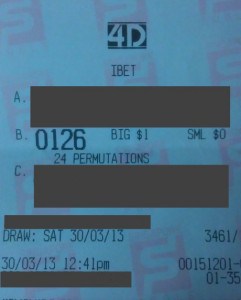 4D
IBET
A.
B. 0126 BIG $1 SML $0
24 PERMUTATIONS
C.
DRAW: SAT 30/03/13 3461/
30/03/13 12:41pm 00151201-
01-35